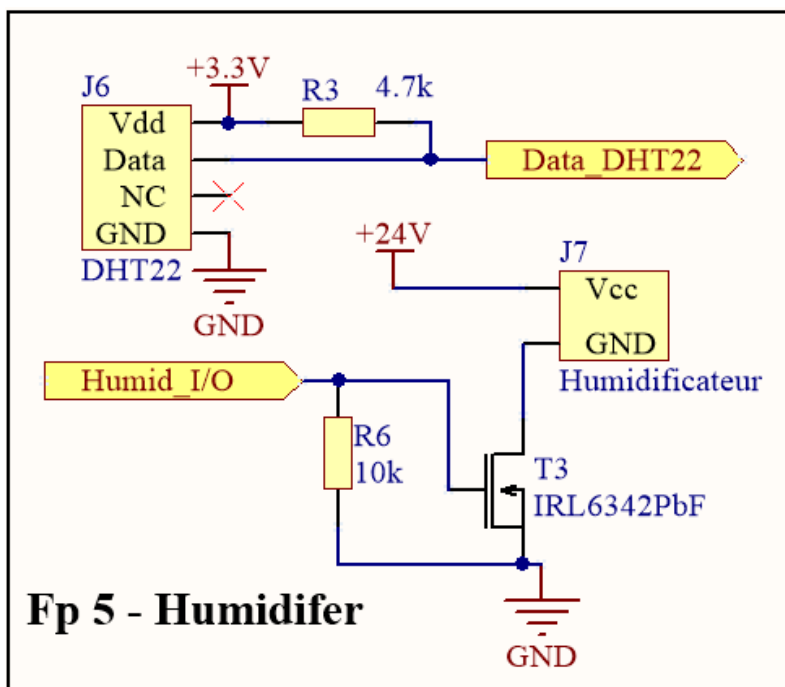 +3.3V
J6
R3 4.7k
Vdd
Data
Data_DHT22
NC
GND
DHT22
GND
+24V
J7
Vcc
GND
Humidificateur
Humid_I/O
R6
10k
T3
IRL6342PbF
Fp 5 - Humidifer
GND